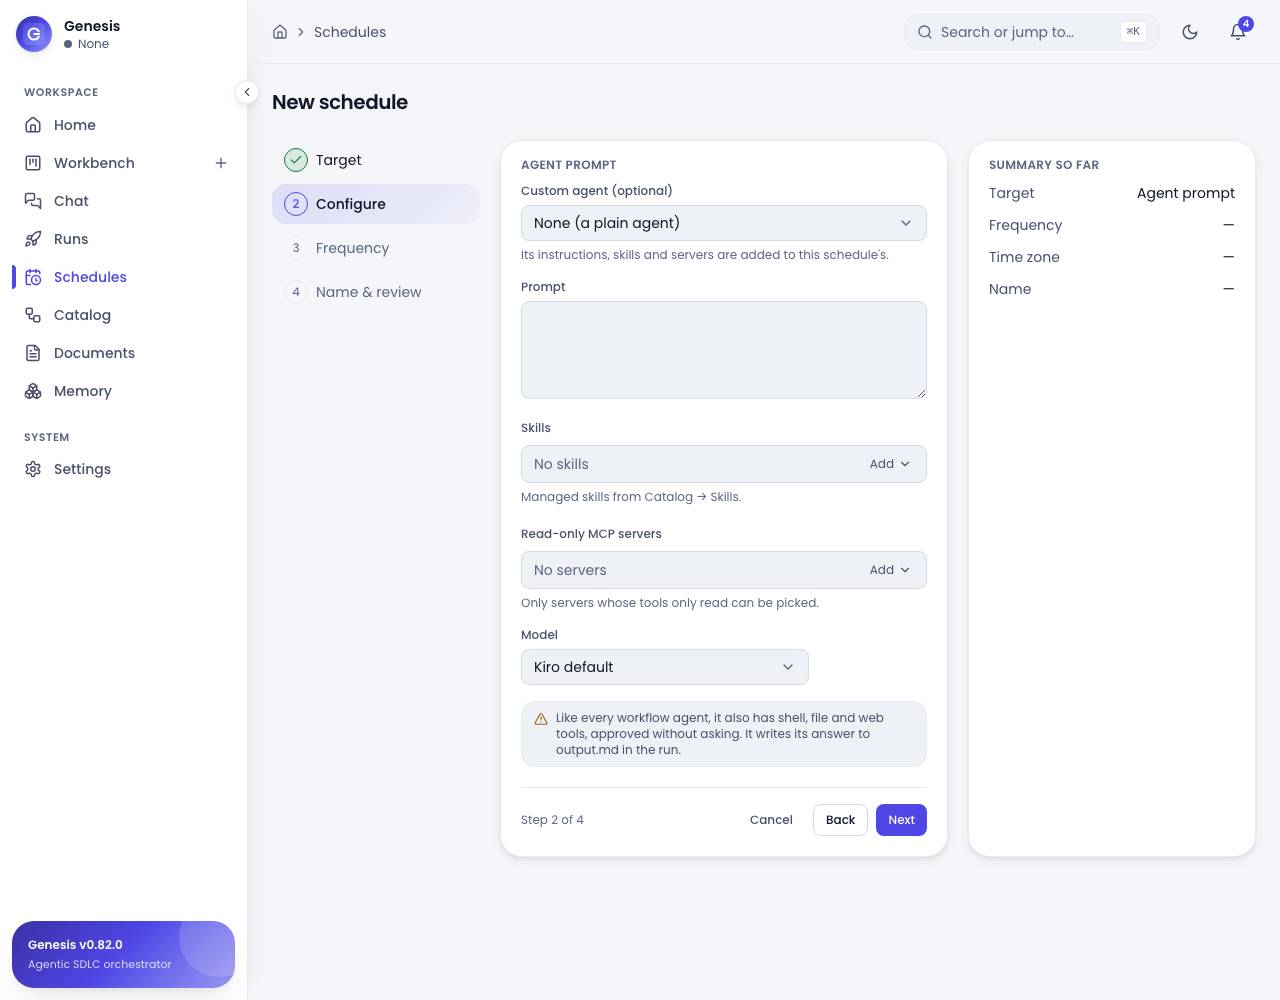 Genesis
None
WORKSPACE
Home
Workbench
Chat
Runs
Schedules
Catalog
Documents
Memory
SYSTEM
Settings
Genesis v0.82.0
Agentic SDLC orchestrator
Schedules
Search or jump to...
⌘K
4
New schedule
Target
2 Configure
3 Frequency
4 Name & review
AGENT PROMPT
Custom agent (optional)
None (a plain agent)
Its instructions, skills and servers are added to this schedule's.
Prompt
Skills
No skills Add
Managed skills from Catalog → Skills.
Read-only MCP servers
No servers Add
Only servers whose tools only read can be picked.
Model
Kiro default
Like every workflow agent, it also has shell, file and web
tools, approved without asking. It writes its answer to
output.md in the run.
Step 2 of 4 Cancel Back Next
SUMMARY SO FAR
Target Agent prompt
Frequency —
Time zone —
Name —